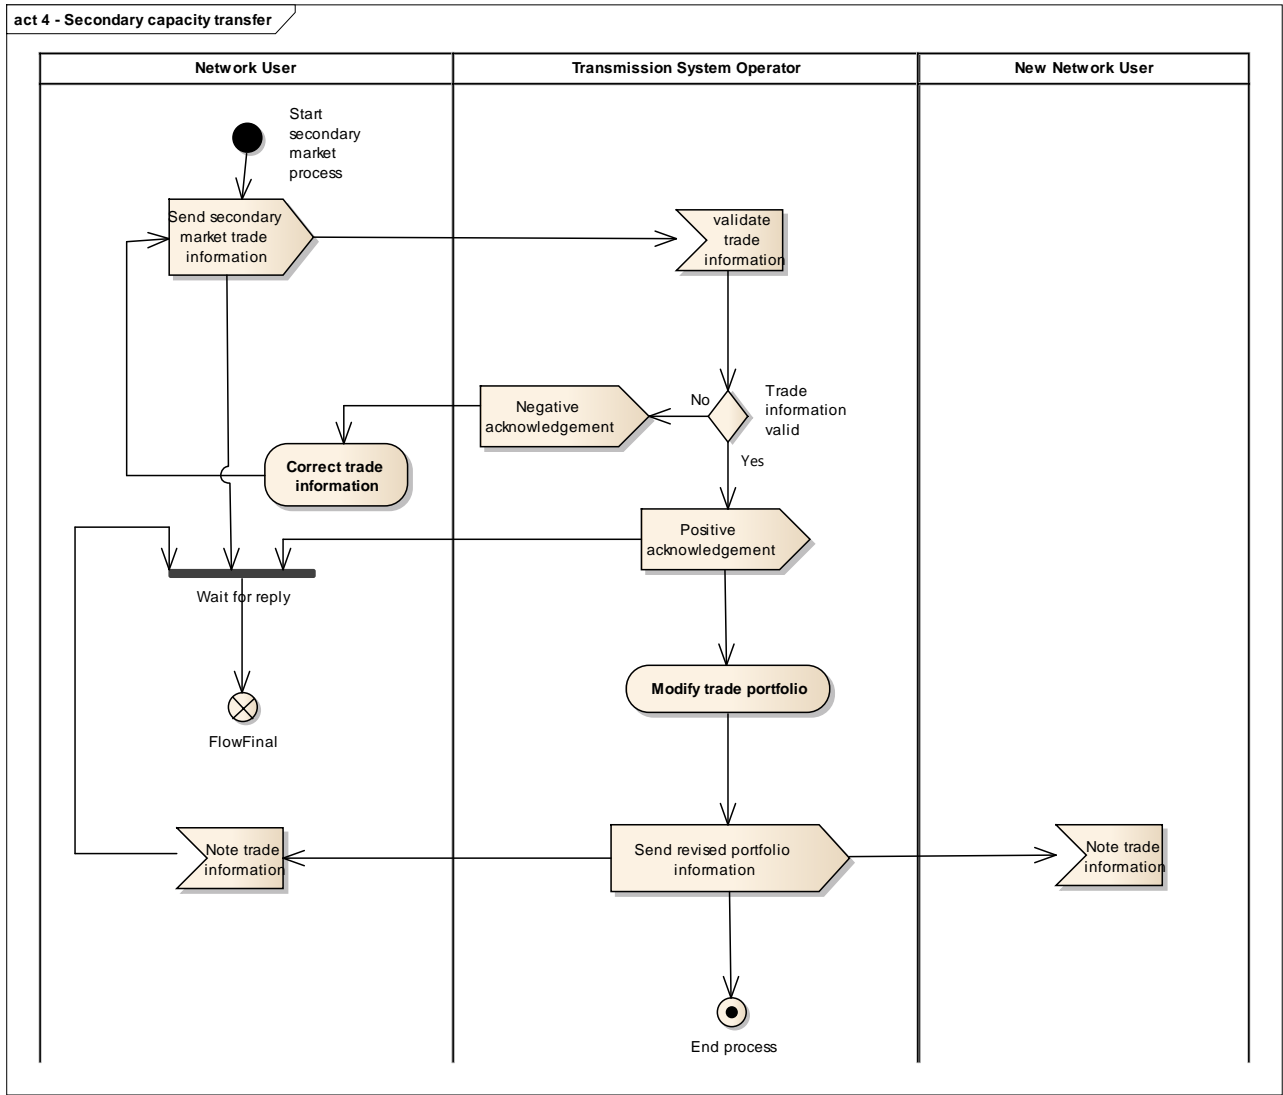 act 4 - Secondary capacity transfer
Network User
Transmission System Operator
New Network User
Start
secondary
market
process
Send secondary
market trade
information
validate
trade
information
Negative
acknowledgement
No
Trade
information
valid
Yes
Correct trade
information
Positive
acknowledgement
Wait for reply
Modify trade portfolio
FlowFinal
Note trade
information
Send revised portfolio
information
Note trade
information
End process